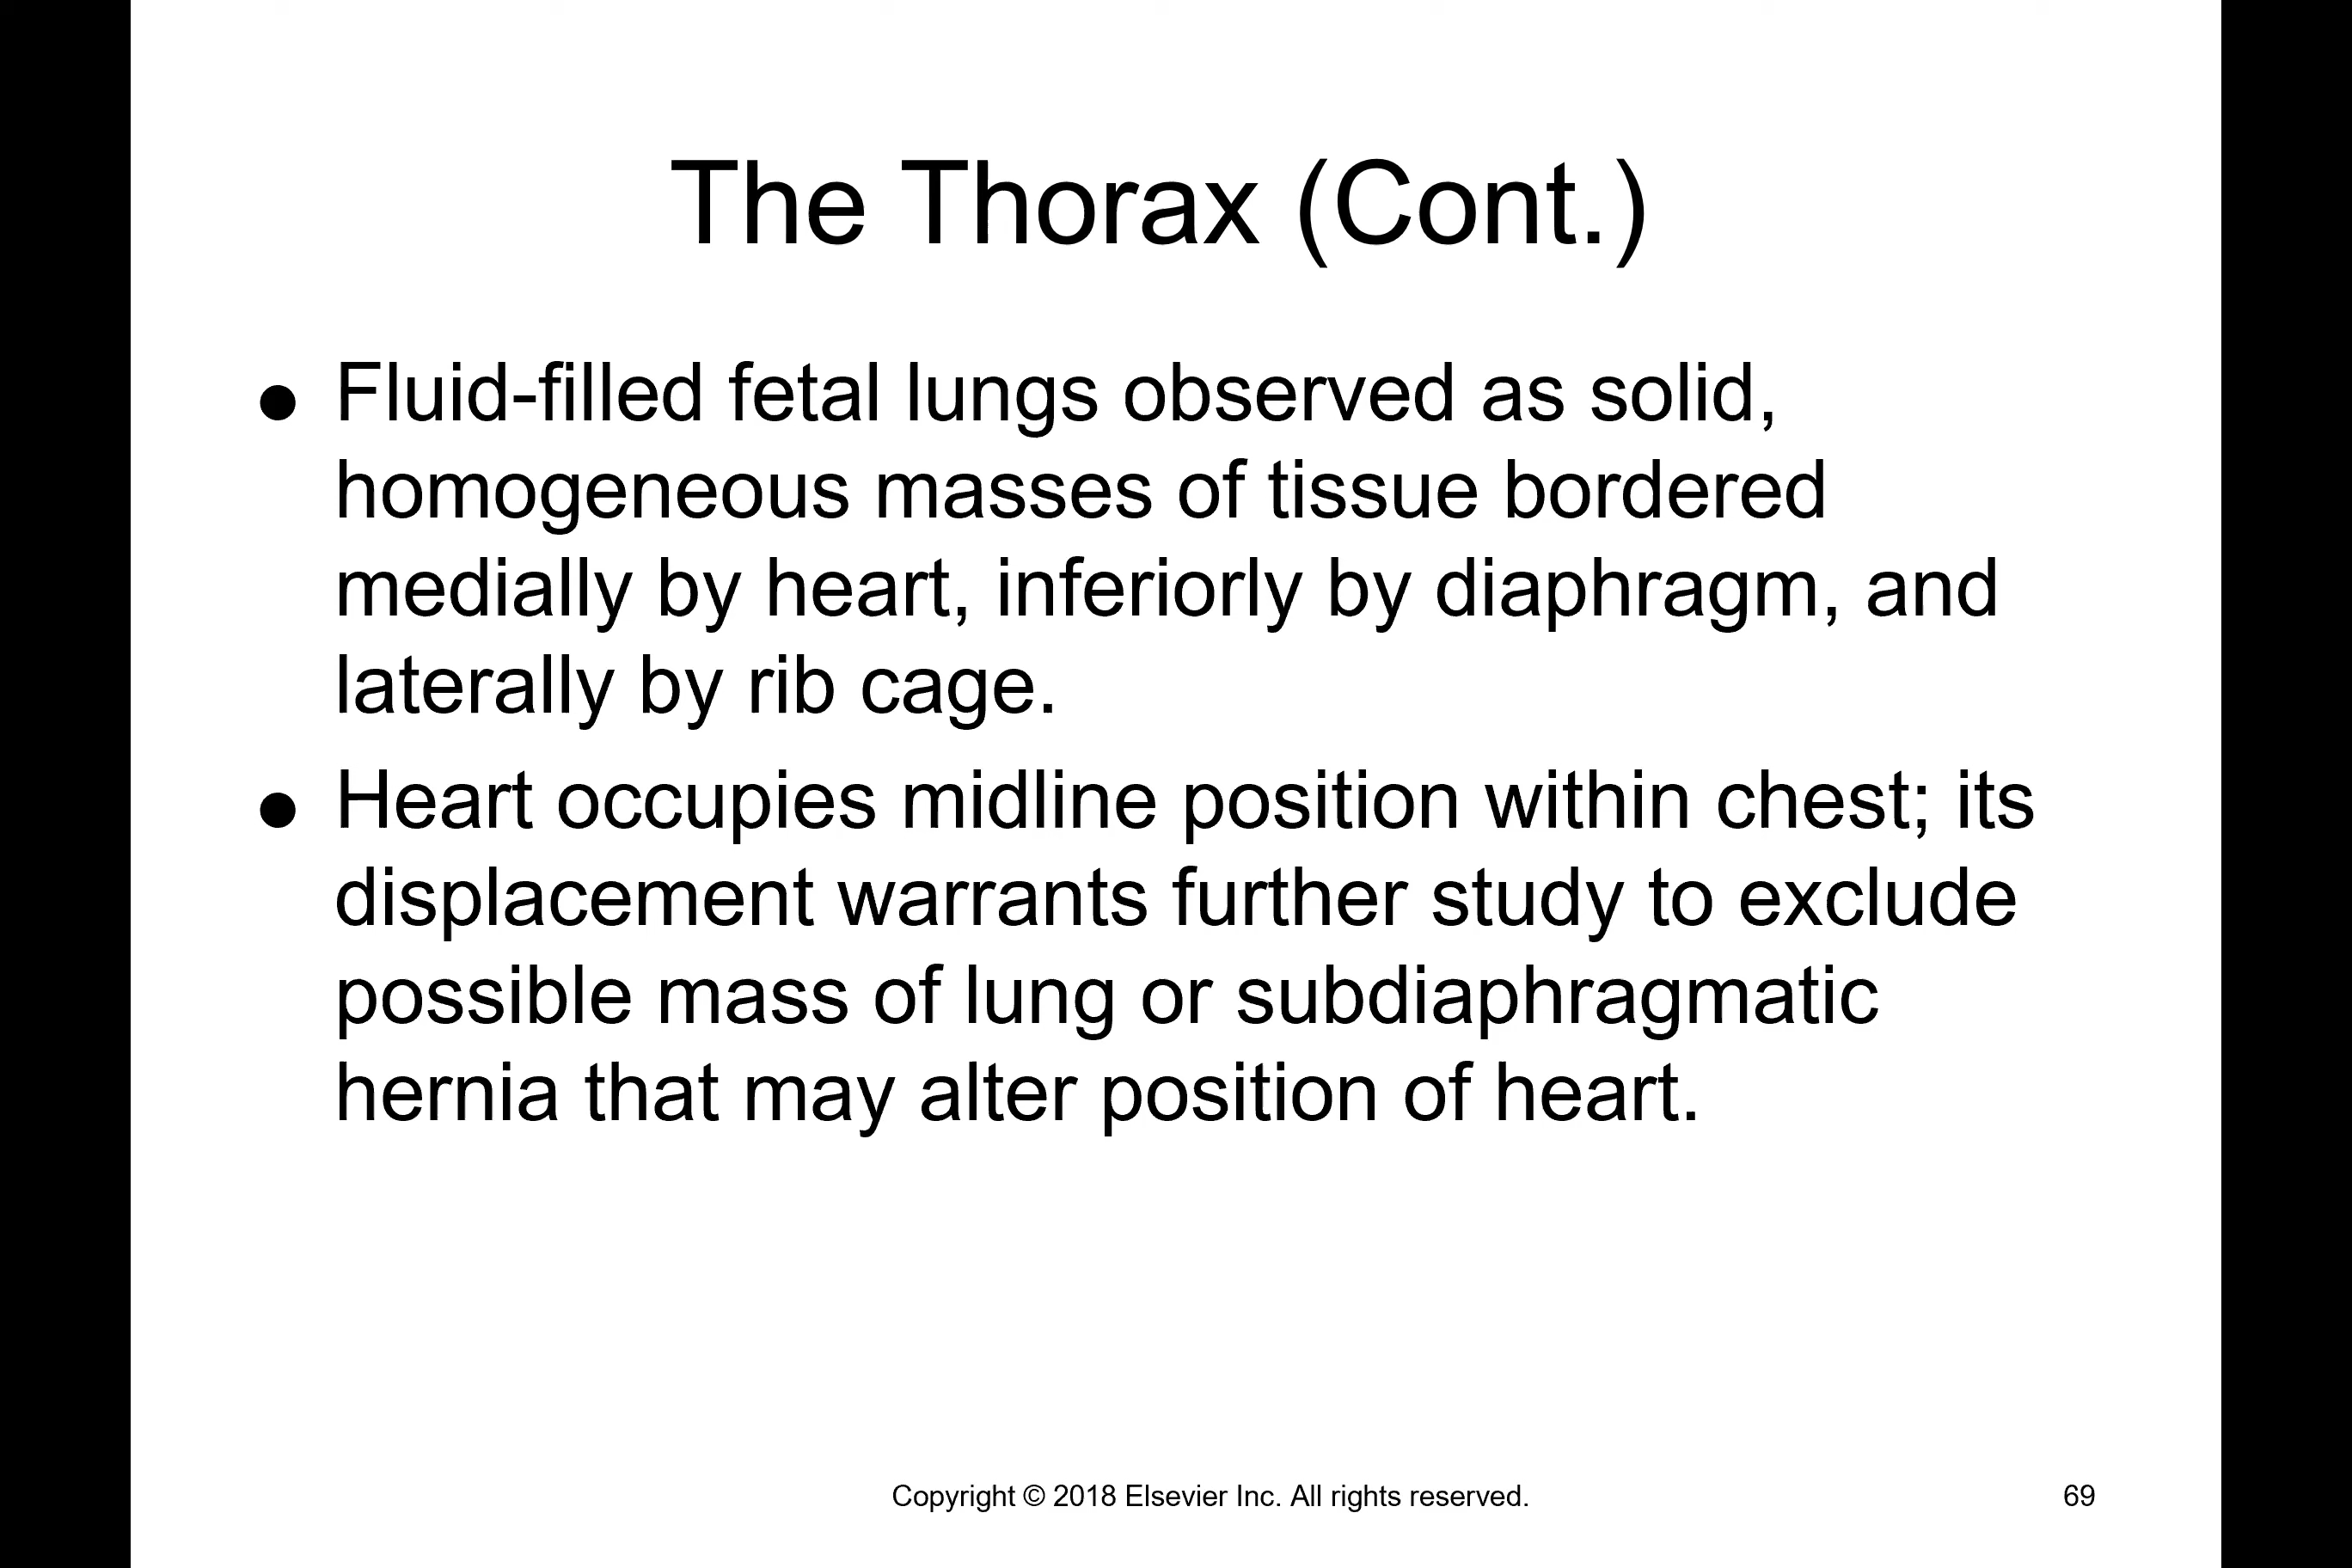 The Thorax (Cont.)
● Fluid-filled fetal lungs observed as solid,
homogeneous masses of tissue bordered
medially by heart, inferiorly by diaphragm, and
laterally by rib cage.
● Heart occupies midline position within chest; its
displacement warrants further study to exclude
possible mass of lung or subdiaphragmatic
hernia that may alter position of heart.
Copyright © 2018 Elsevier Inc. All rights reserved.
69